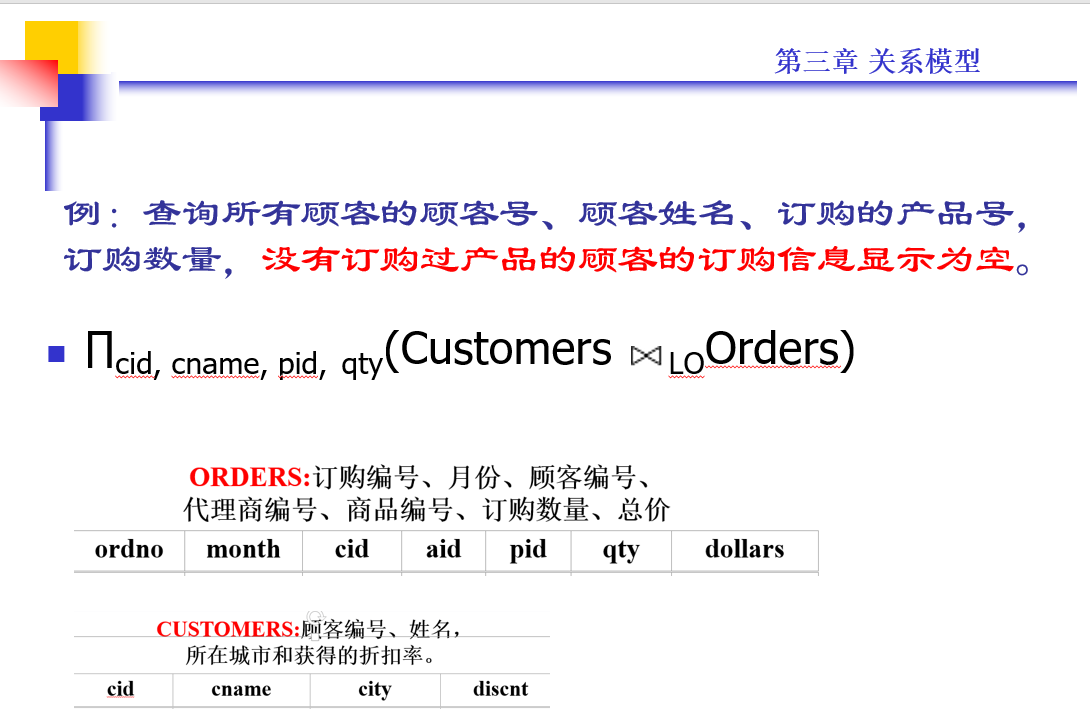 第三章 关系模型
例：查询所有顾客的顾客号、顾客姓名、订购的产品号，
订购数量，没有订购过产品的顾客的订购信息显示为空。
∏cid, cname, pid, qty(Customers ⋈LOOrders)
ORDERS:订购编号、月份、顾客编号、
代理商编号、商品编号、订购数量、总价
ordno month cid aid pid qty dollars
CUSTOMERS:顾客编号、姓名，
所在城市和获得的折扣率。
cid cname city discnt